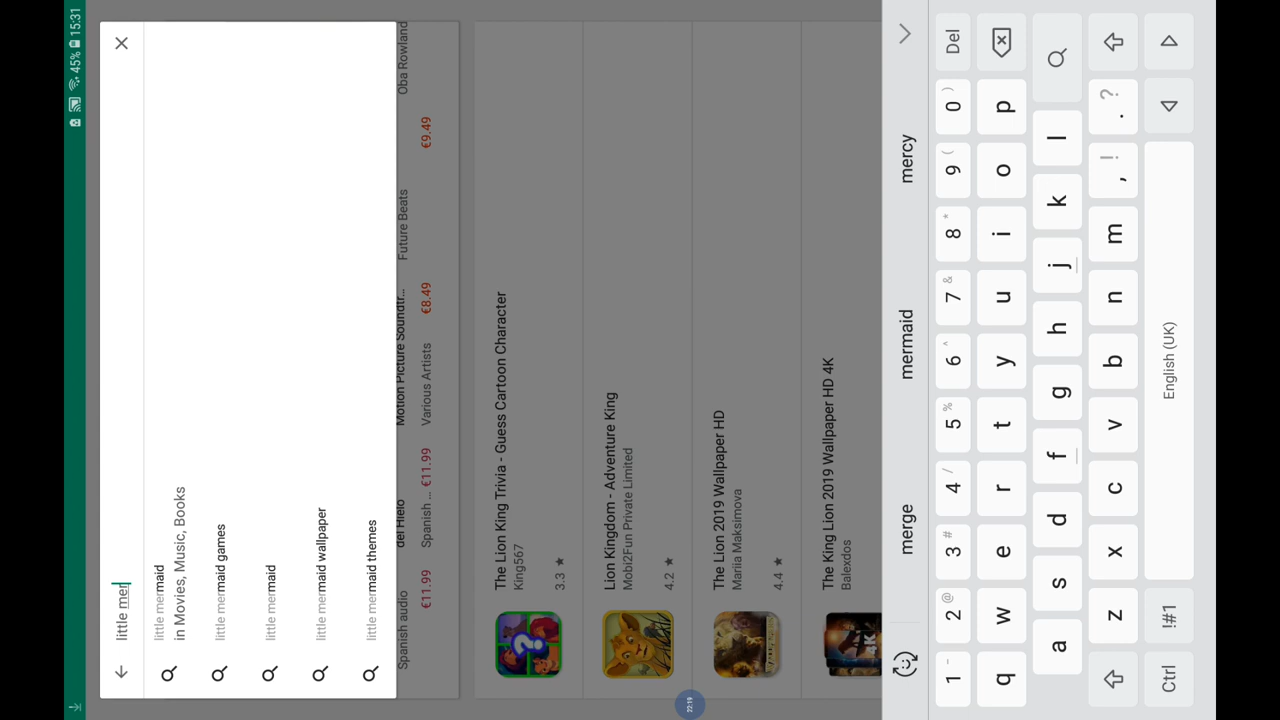 45% 15:31
little mer
little mermaid
in Movies, Music, Books
little mermaid games
little mermaid
little mermaid wallpaper
little mermaid themes
Motion Picture Soundtr...
del Hielo
Oba Rowland
Future Beats
Spanish audio
€11.99
Spanish ... €11.99
Various Artists
€8.49
€9.49
The Lion King Trivia - Guess Cartoon Character
King567
3.3 ★
Lion Kingdom - Adventure King
Mobi2Fun Private Limited
4.2 ★
The Lion 2019 Wallpaper HD
Mariia Maksimova
4.4 ★
The King Lion 2019 Wallpaper HD 4K
Balexdos
22:19
merge mermaid mercy
1 ~ 2 @ 3 # 4 / 5 % 6 ^ 7 & 8 * 9 ( 0 ) Del
q w e r t y u i o p
a s d f g h j k l
z x c v b n m , ! . ?
Ctrl !#1 English (UK)